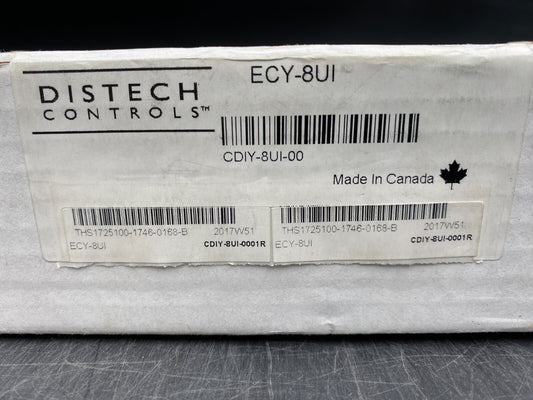 DISTECH
CONTROLS™
ECY-8UI
CDIY-8UI-00
Made In Canada
THS1725100-1746-0168-B 2017W51
ECY-8UI CDIY-8UI-0001R
THS1725100-1746-0168-B 2017W51
ECY-8UI CDIY-8UI-0001R